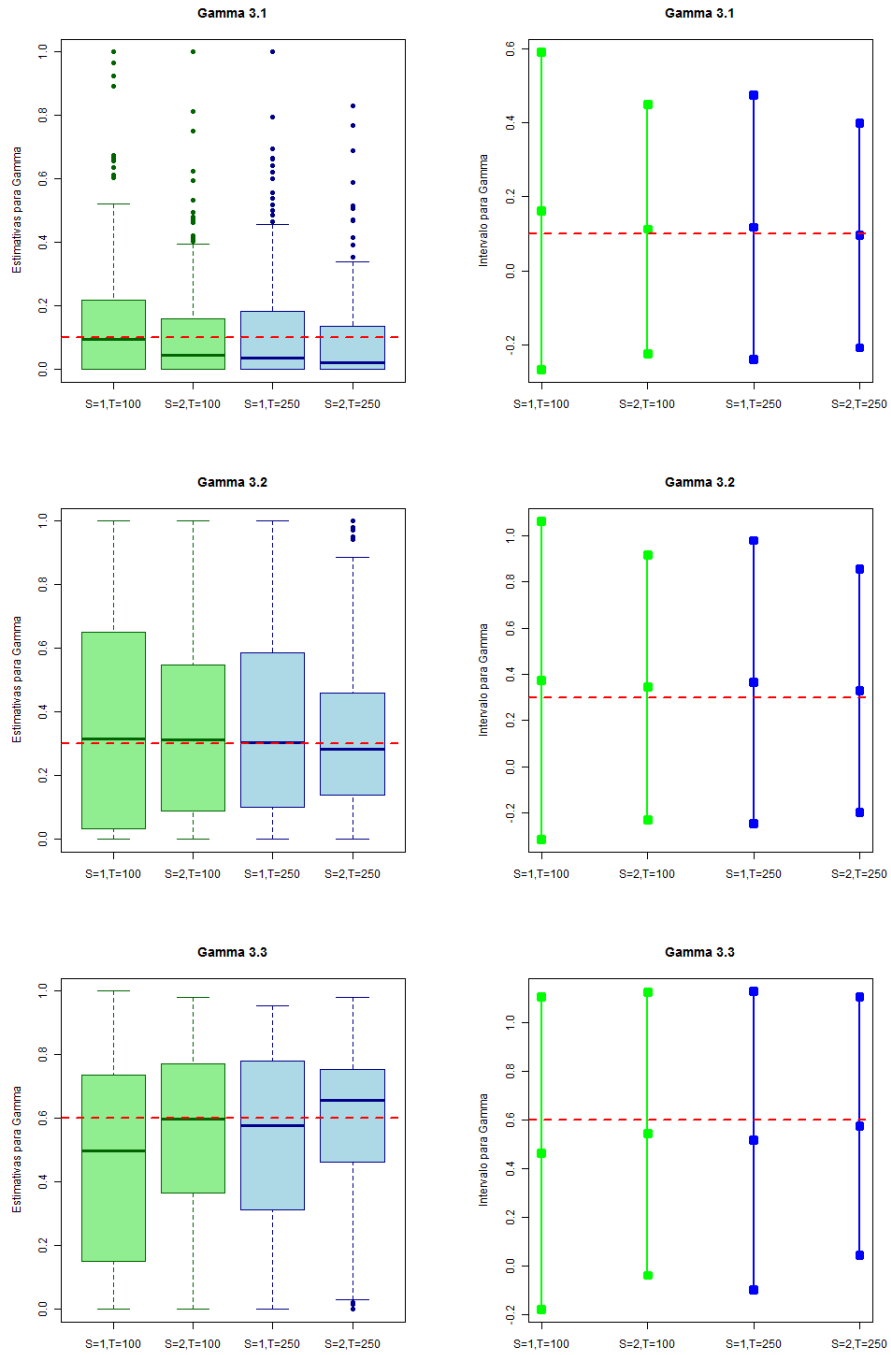 Gamma 3.1
Estimativas para Gamma
1.0
0.8
0.6
0.4
0.2
0.0
S=1,T=100 S=2,T=100 S=1,T=250 S=2,T=250
Gamma 3.1
Intervalo para Gamma
0.6
0.4
0.2
0.0
-0.2
S=1,T=100 S=2,T=100 S=1,T=250 S=2,T=250
Gamma 3.2
Estimativas para Gamma
1.0
0.8
0.6
0.4
0.2
0.0
S=1,T=100 S=2,T=100 S=1,T=250 S=2,T=250
Gamma 3.2
Intervalo para Gamma
1.0
0.8
0.6
0.4
0.2
0.0
-0.2
S=1,T=100 S=2,T=100 S=1,T=250 S=2,T=250
Gamma 3.3
Estimativas para Gamma
1.0
0.8
0.6
0.4
0.2
0.0
S=1,T=100 S=2,T=100 S=1,T=250 S=2,T=250
Gamma 3.3
Intervalo para Gamma
1.0
0.8
0.6
0.4
0.2
0.0
-0.2
S=1,T=100 S=2,T=100 S=1,T=250 S=2,T=250